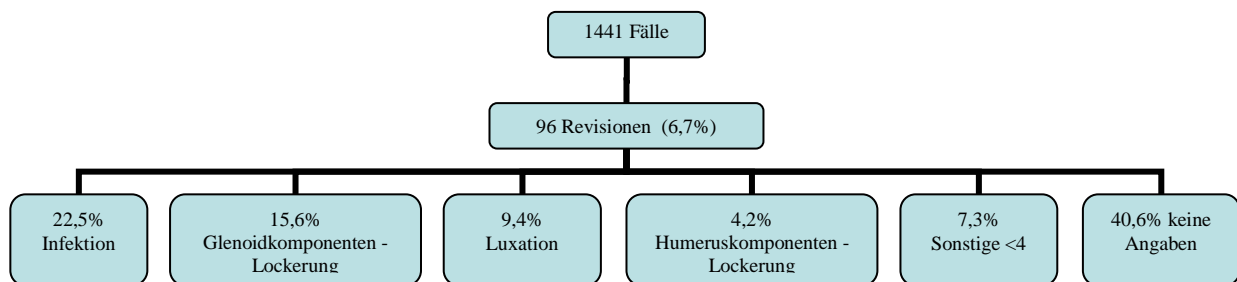 1441 Fälle
96 Revisionen (6,7%)
22,5%
Infektion
15,6%
Glenoidkomponenten -
Lockerung
9,4%
Luxation
4,2%
Humeruskomponenten -
Lockerung
7,3%
Sonstige <4
40,6% keine
Angaben